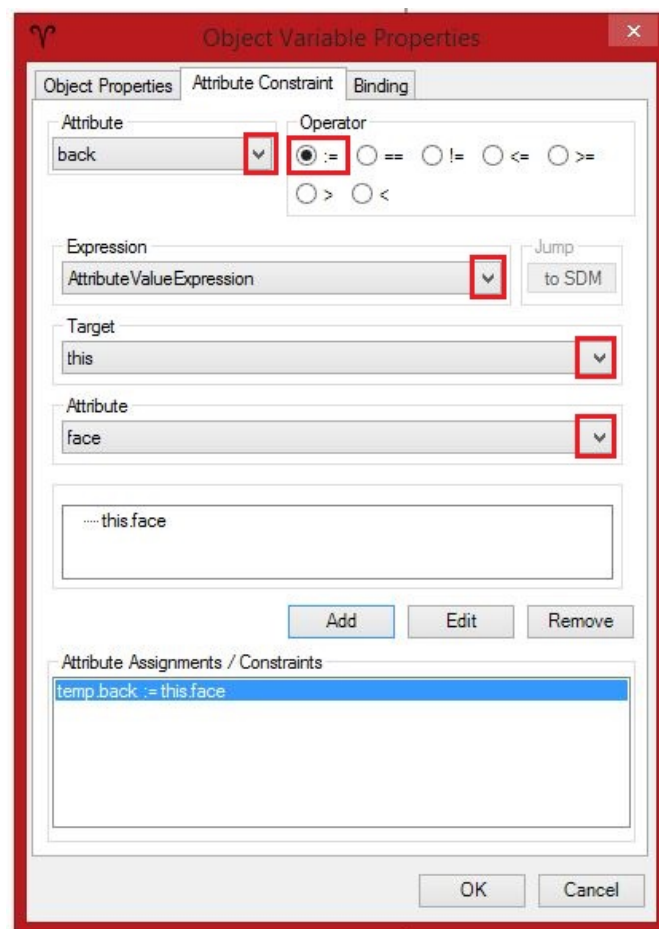 Object Variable Properties
Object Properties Attribute Constraint Binding
Attribute
back
Operator
:= == != <= >=
> <
Expression
AttributeValueExpression
Jump
to SDM
Target
this
Attribute
face
this.face
Add Edit Remove
Attribute Assignments / Constraints
temp.back := this.face
OK Cancel